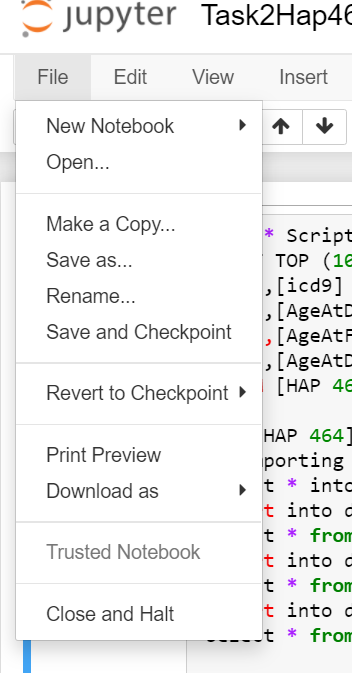 jupyter Task2Hap46
File Edit View Insert
New Notebook
Open...
Make a Copy...
Save as...
Rename...
Save and Checkpoint
Revert to Checkpoint
Print Preview
Download as
Trusted Notebook
Close and Halt
* Script
TOP (10
,[icd9]
,[AgeAtD
,[AgeAtF
,[AgeAtD
[HAP 46
HAP 464]
porting
t * into
t into d
t * from
t into d
t * from
t into d
select * from